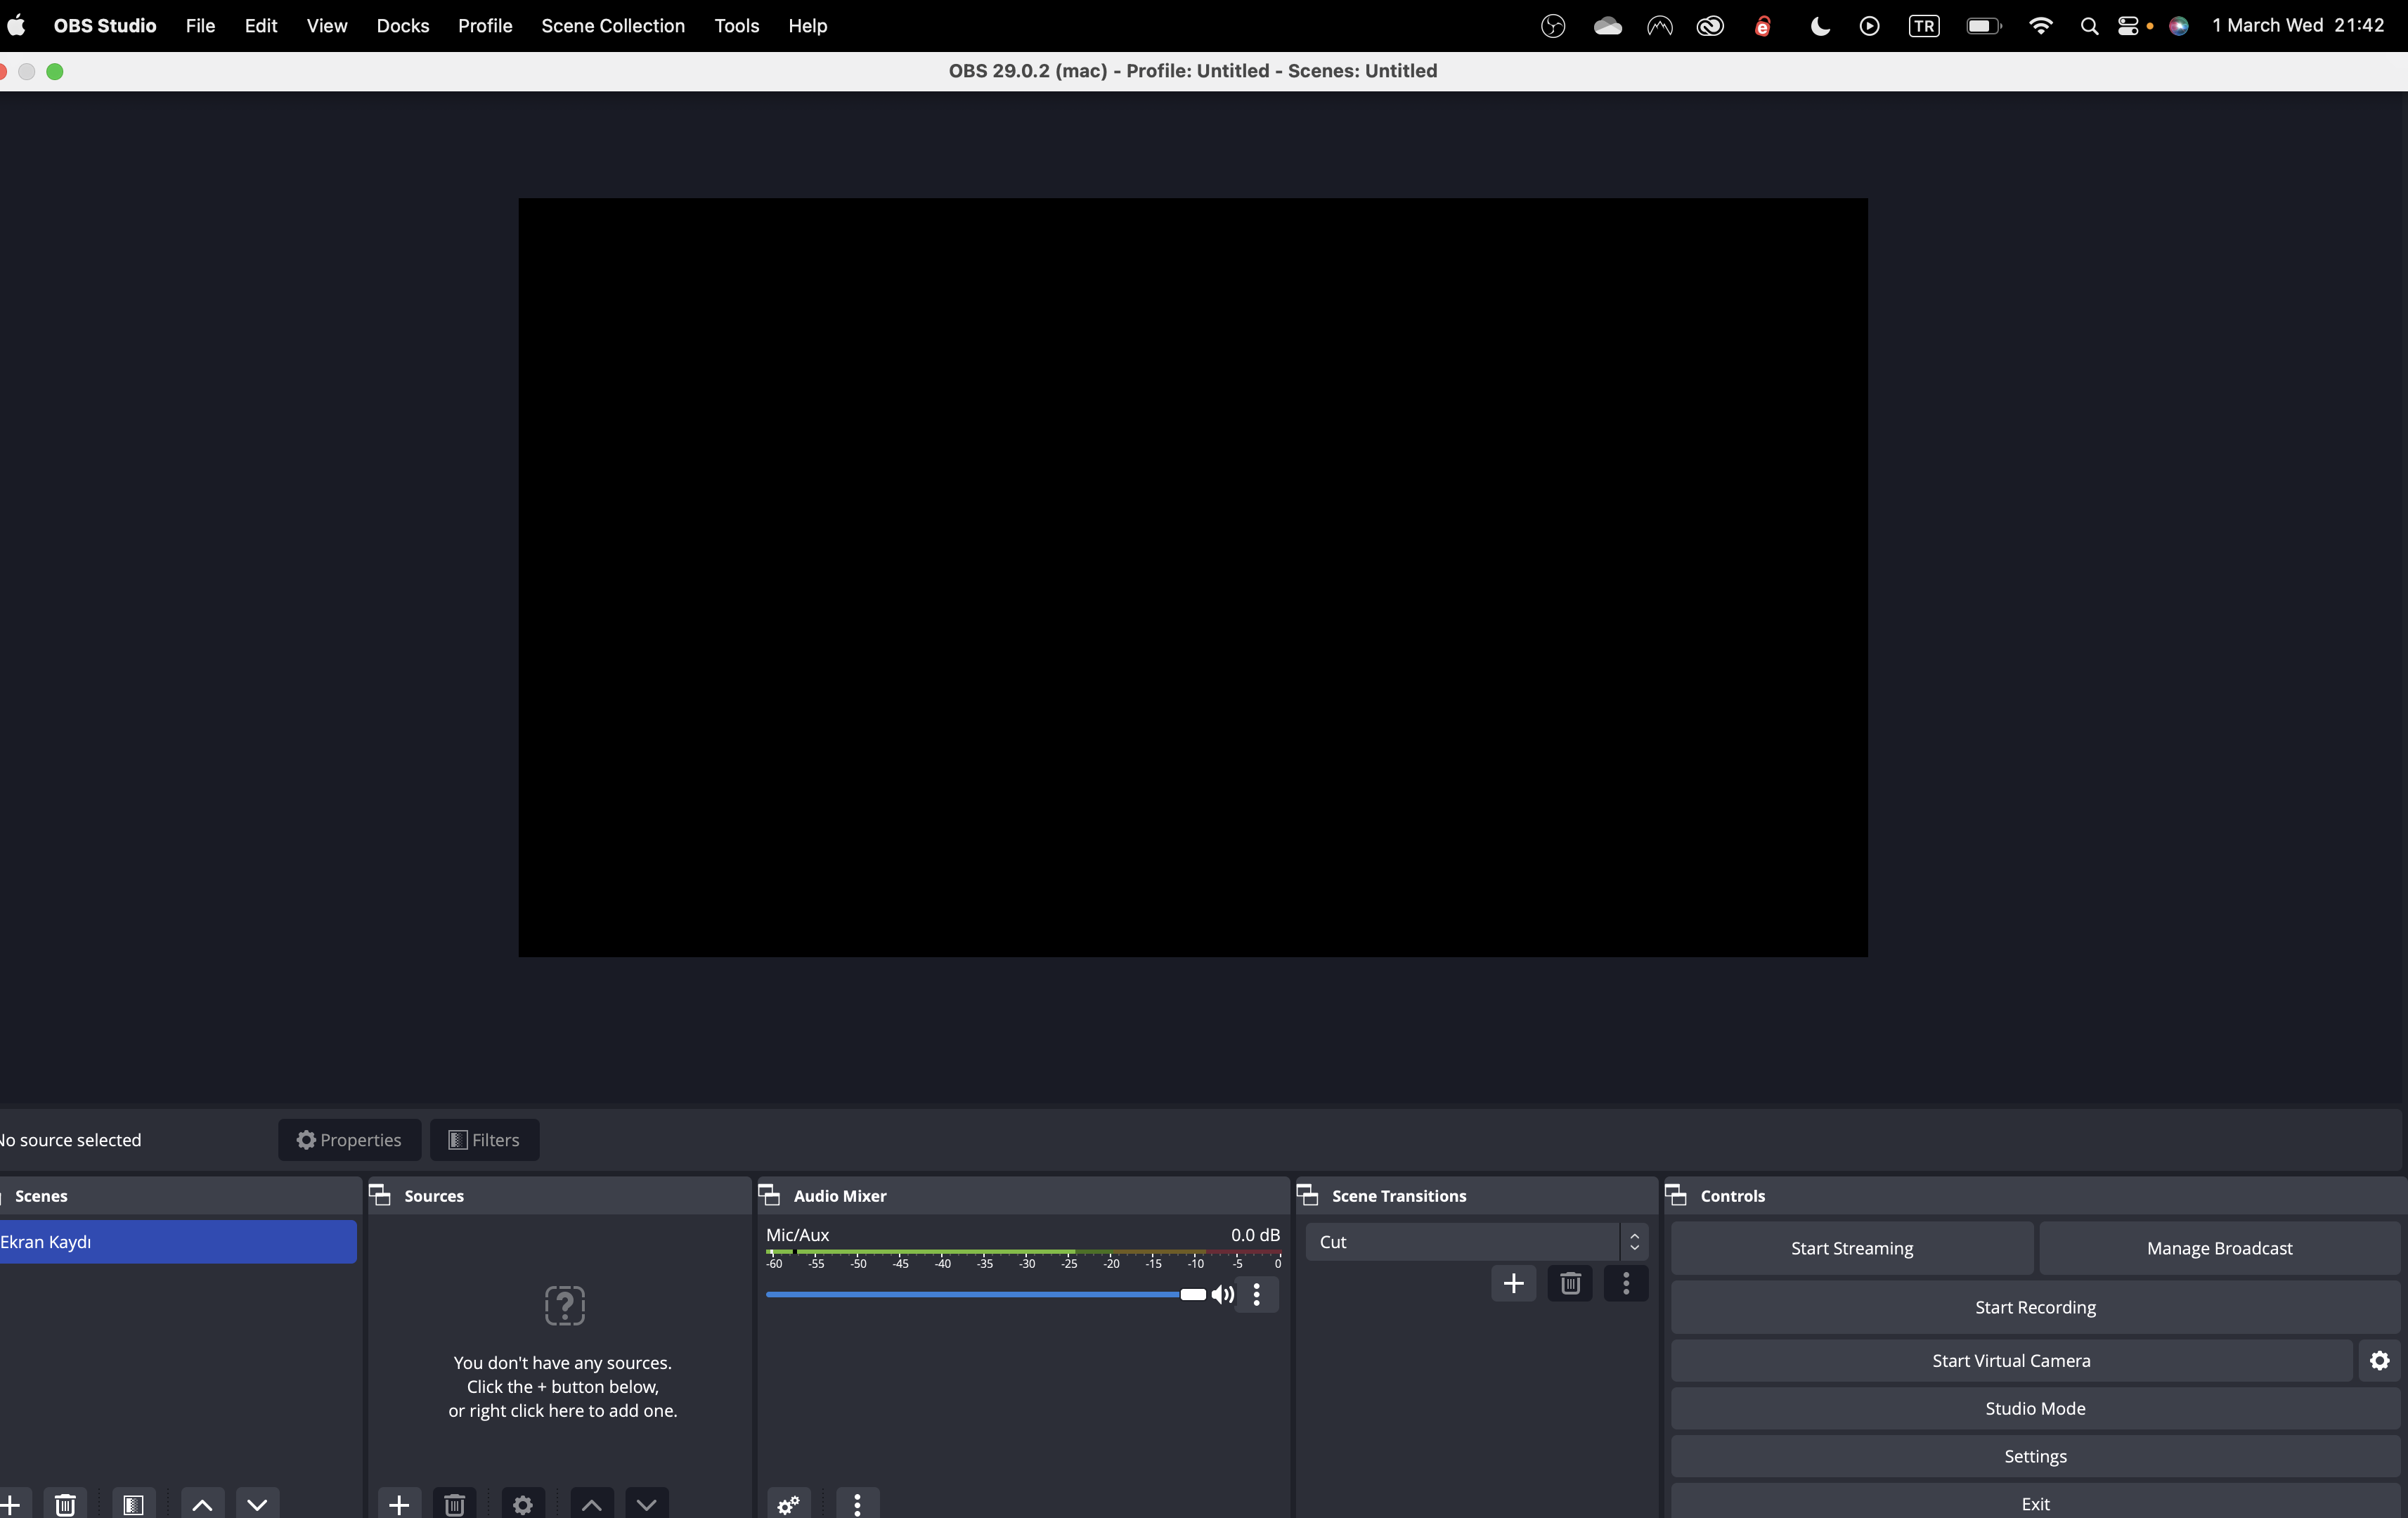 OBS Studio File Edit View Docks Profile Scene Collection Tools Help TR 1 March Wed 21:42
OBS 29.0.2 (mac) - Profile: Untitled - Scenes: Untitled
No source selected Properties Filters
Scenes
Ekran Kaydı
Sources
You don't have any sources.
Click the + button below,
or right click here to add one.
Audio Mixer
Mic/Aux 0.0 dB
-60 -55 -50 -45 -40 -35 -30 -25 -20 -15 -10 -5 0
Scene Transitions
Cut
Controls
Start Streaming Manage Broadcast
Start Recording
Start Virtual Camera
Studio Mode
Settings
Exit